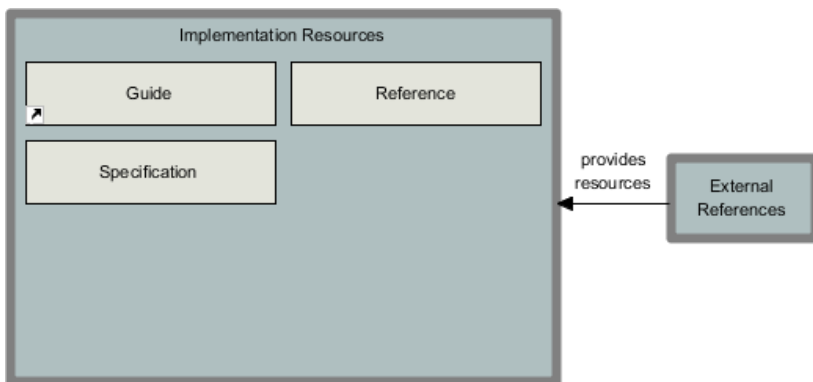 Implementation Resources
Guide
Reference
Specification
provides
resources
External
References